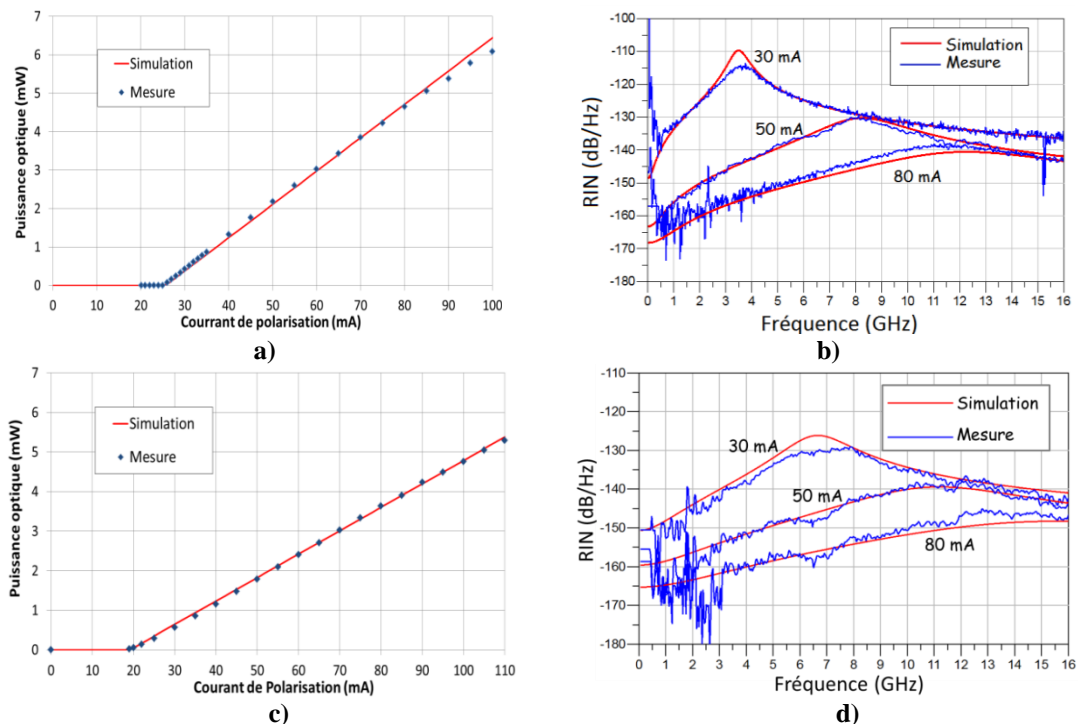 Puissance optique (mW)
7
6
5
4
3
2
1
0
0 10 20 30 40 50 60 70 80 90 100
Simulation
Mesure
Courrant de polarisation (mA)
a)
RIN (dB/Hz)
-100
-110
-120
-130
-140
-150
-160
-170
-180
0 1 2 3 4 5 6 7 8 9 10 11 12 13 14 15 16
30 mA
50 mA
80 mA
Simulation
Mesure
Fréquence (GHz)
b)
Puissance optique (mW)
6
5
4
3
2
1
0
0 10 20 30 40 50 60 70 80 90 100 110
Simulation
Mesure
Courant de Polarisation (mA)
c)
RIN (dB/Hz)
-110
-120
-130
-140
-150
-160
-170
-180
0 1 2 3 4 5 6 7 8 9 10 11 12 13 14 15 16
30 mA
50 mA
80 mA
Simulation
Mesure
Fréquence (GHz)
d)